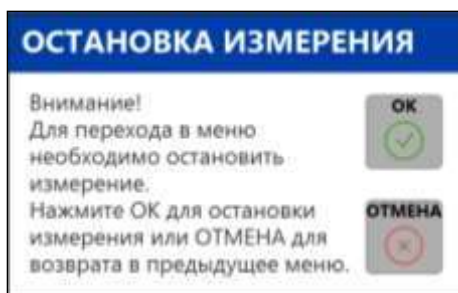 ОСТАНОВКА ИЗМЕРЕНИЯ
Внимание!
Для перехода в меню
необходимо остановить
измерение.
Нажмите ОК для остановки
измерения или ОТМЕНА для
возврата в предыдущее меню.
ОК
ОТМЕНА